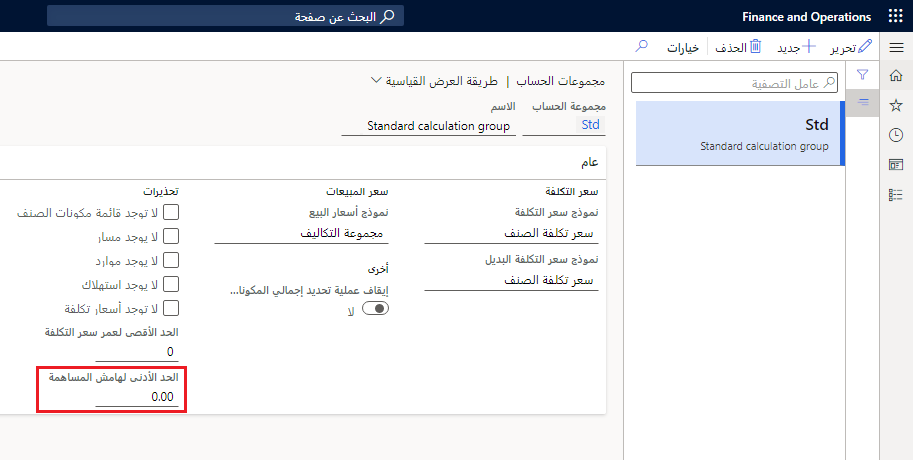 Finance and Operations
البحث عن صفحة
تحرير
جديد
الحذف
خيارات
عامل التصفية
Std
Standard calculation group
مجموعات الحساب | طريقة العرض القياسية
مجموعة الحساب
الاسم
Std
Standard calculation group
عام
سعر التكلفة
نموذج سعر التكلفة
سعر تكلفة الصنف
نموذج سعر التكلفة البديل
سعر تكلفة الصنف
سعر المبيعات
نموذج أسعار البيع
مجموعة التكاليف
أخرى
إيقاف عملية تحديد إجمالي المكونا...
لا
تحذيرات
لا توجد قائمة مكونات الصنف
لا يوجد مسار
لا يوجد موارد
لا يوجد استهلاك
لا توجد أسعار تكلفة
الحد الأقصى لعمر سعر التكلفة
0
الحد الأدنى لهامش المساهمة
0.00